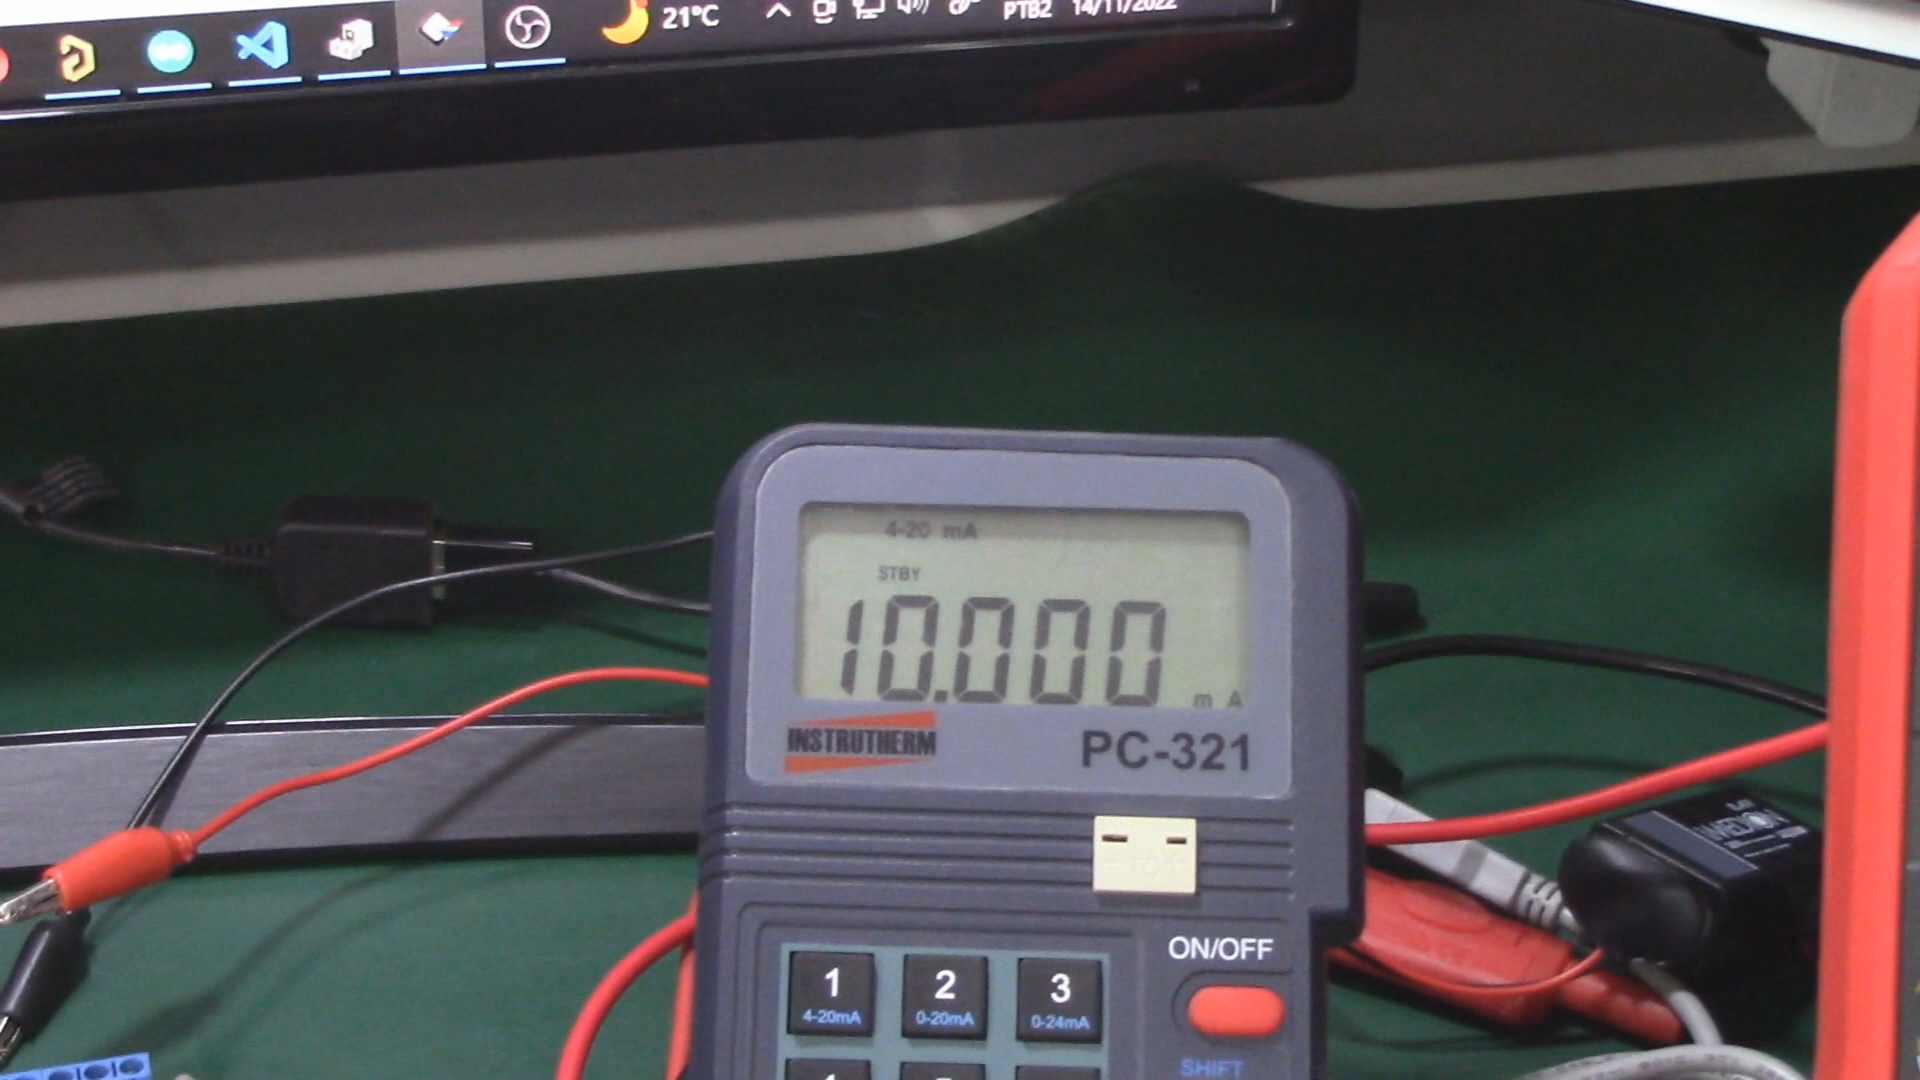 21°C
PTB2 14/11/2022
4-20 mA
STBY
10.000 mA
INSTRUTHERM
PC-321
ON/OFF
1 2 3
4-20mA 0-20mA 0-24mA
SHIFT